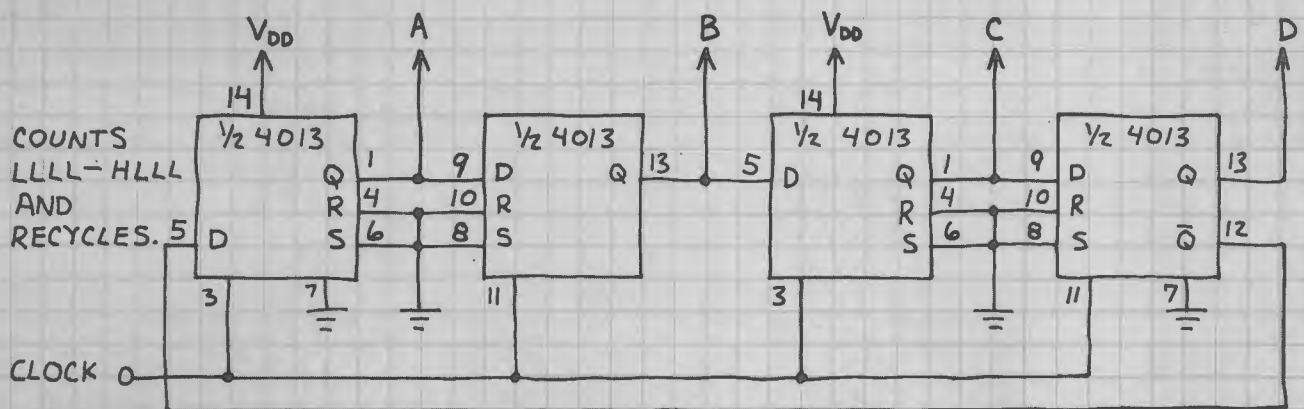 V_DD A B V_DD C D
14 14
1/2 4013 1/2 4013 1/2 4013 1/2 4013
COUNTS
LLLL-HLLL
AND
RECYCLES.
Q 1 9 D Q 13 5 D Q 1 9 D Q 13
R 4 10 R R 4 10 R
5 D S 6 8 S S 6 8 S Q̅ 12
3 7 11 3 11 7
CLOCK